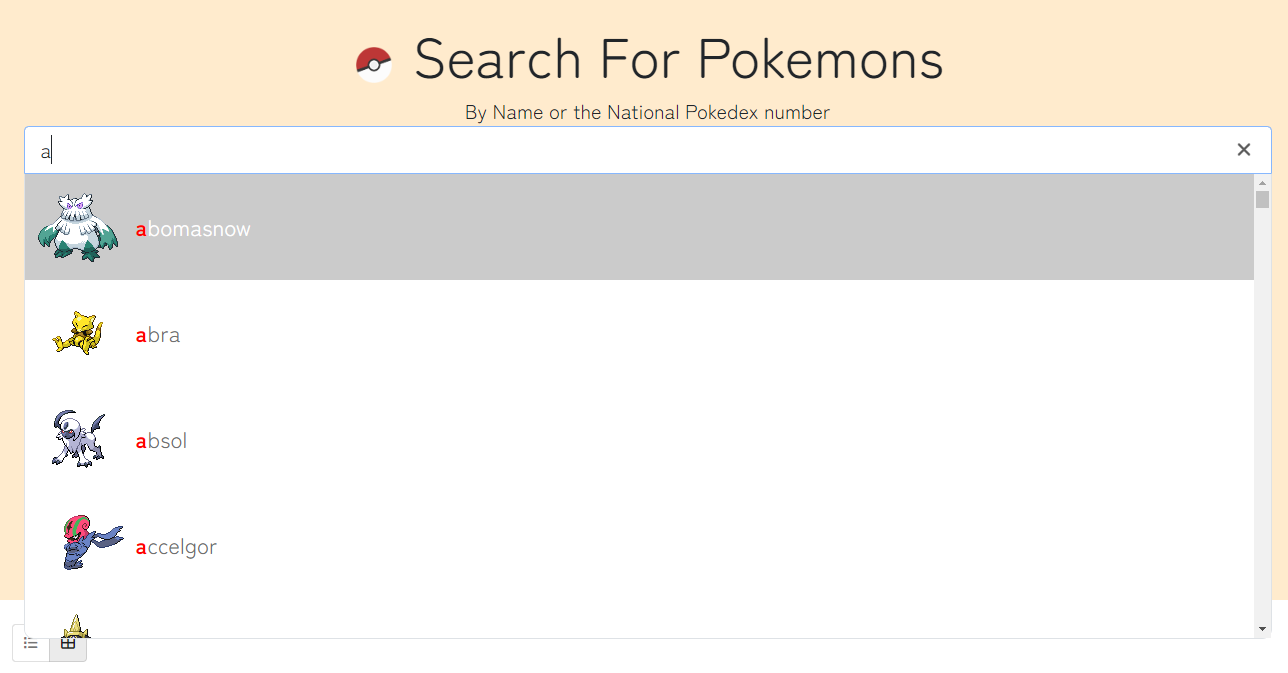 Search For Pokemons
By Name or the National Pokedex number
a
abomasnow
abra
absol
accelgor